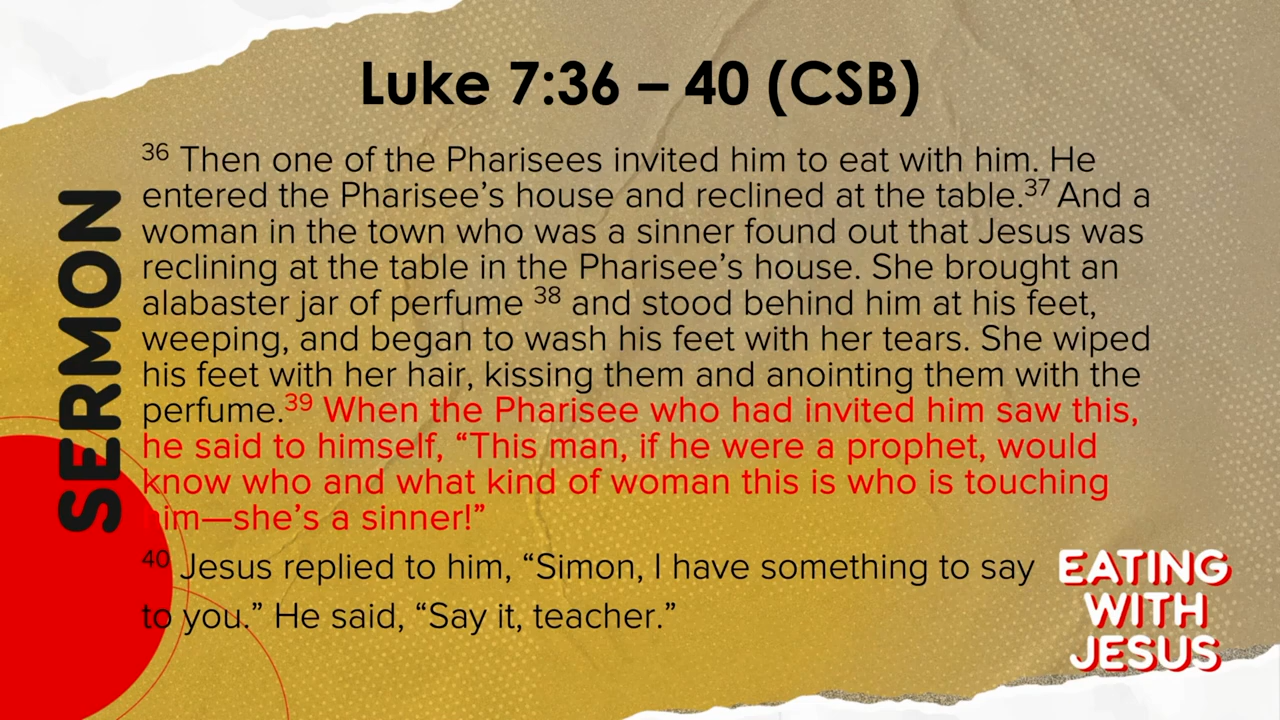 Luke 7:36 – 40 (CSB)
SERMON
36 Then one of the Pharisees invited him to eat with him. He
entered the Pharisee’s house and reclined at the table.37 And a
woman in the town who was a sinner found out that Jesus was
reclining at the table in the Pharisee’s house. She brought an
alabaster jar of perfume 38 and stood behind him at his feet,
weeping, and began to wash his feet with her tears. She wiped
his feet with her hair, kissing them and anointing them with the
perfume.39 When the Pharisee who had invited him saw this,
he said to himself, “This man, if he were a prophet, would
know who and what kind of woman this is who is touching
him—she’s a sinner!”
40 Jesus replied to him, “Simon, I have something to say
to you.” He said, “Say it, teacher.”
EATING
WITH
JESUS